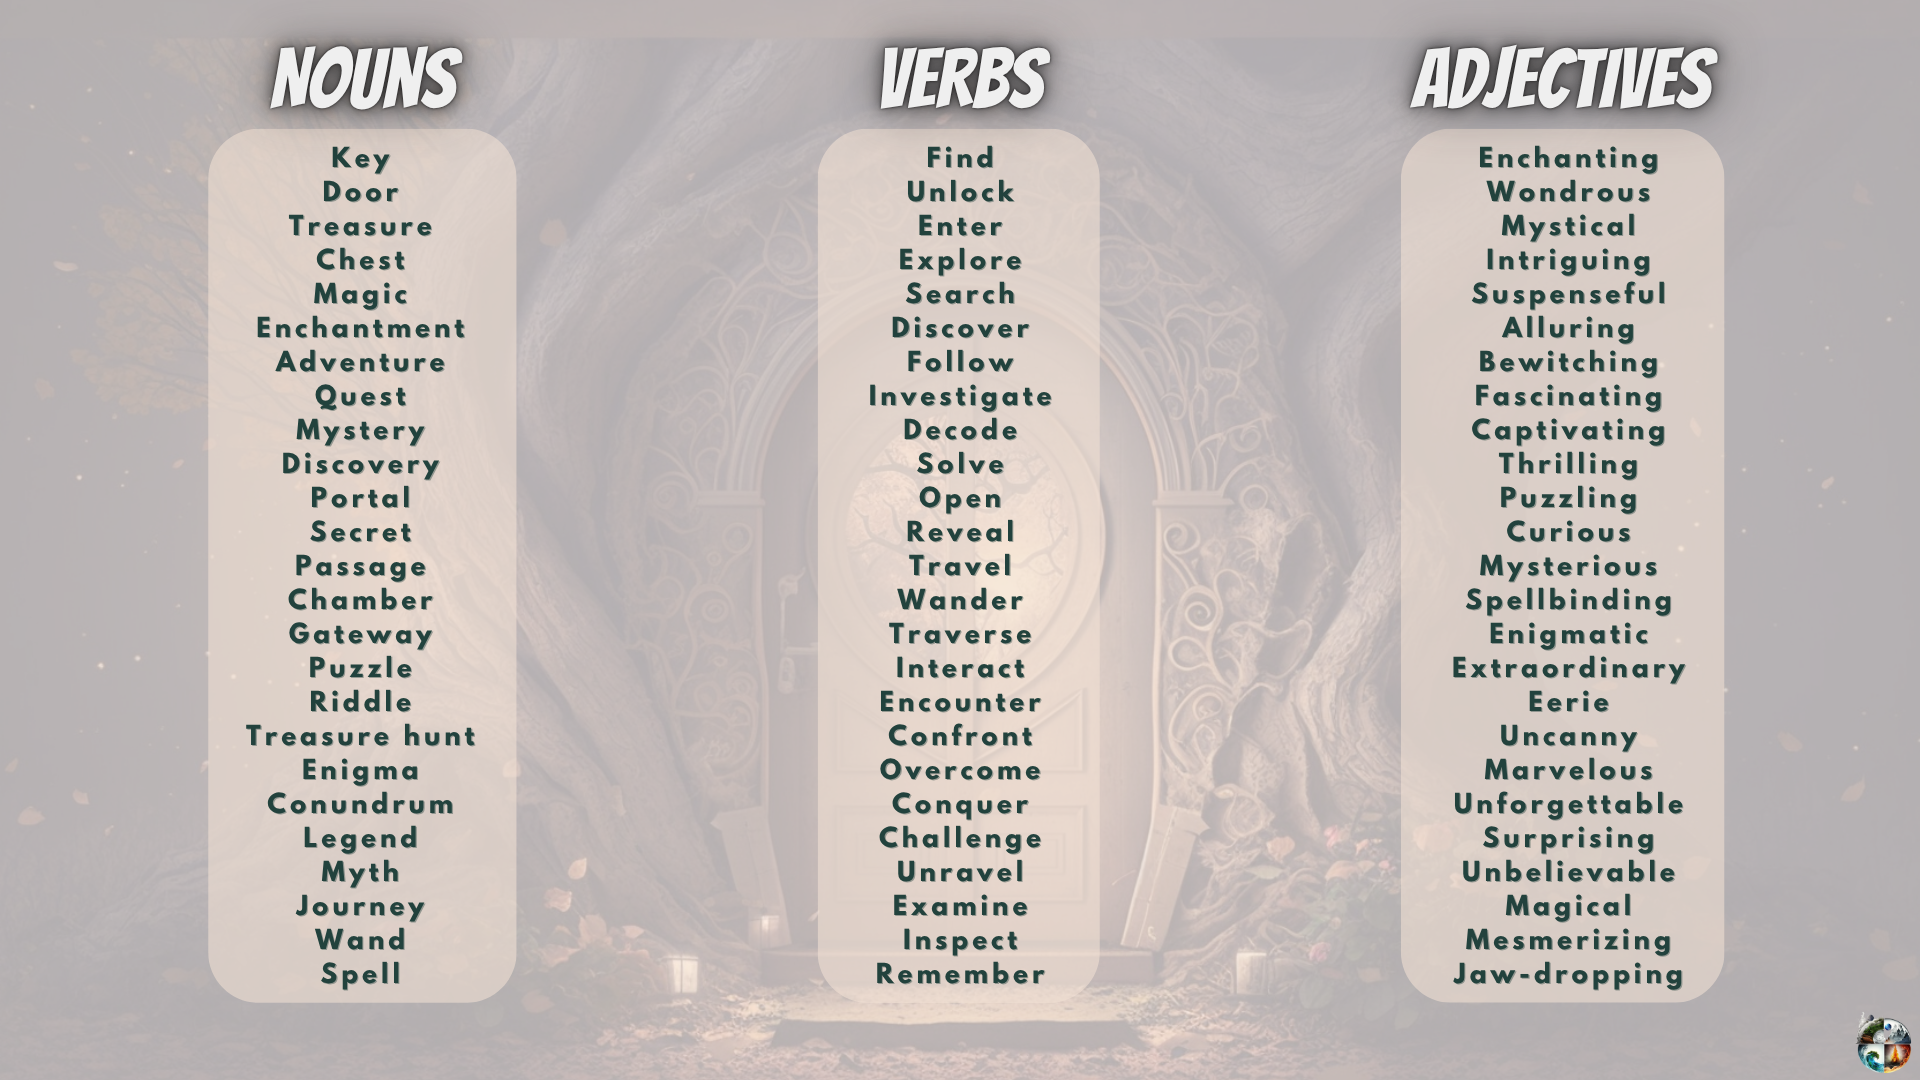 NOUNS
Key
Door
Treasure
Chest
Magic
Enchantment
Adventure
Quest
Mystery
Discovery
Portal
Secret
Passage
Chamber
Gateway
Puzzle
Riddle
Treasure hunt
Enigma
Conundrum
Legend
Myth
Journey
Wand
Spell
VERBS
Find
Unlock
Enter
Explore
Search
Discover
Follow
Investigate
Decode
Solve
Open
Reveal
Travel
Wander
Traverse
Interact
Encounter
Confront
Overcome
Conquer
Challenge
Unravel
Examine
Inspect
Remember
ADJECTIVES
Enchanting
Wondrous
Mystical
Intriguing
Suspenseful
Alluring
Bewitching
Fascinating
Captivating
Thrilling
Puzzling
Curious
Mysterious
Spellbinding
Enigmatic
Extraordinary
Eerie
Uncanny
Marvelous
Unforgettable
Surprising
Unbelievable
Magical
Mesmerizing
Jaw-dropping